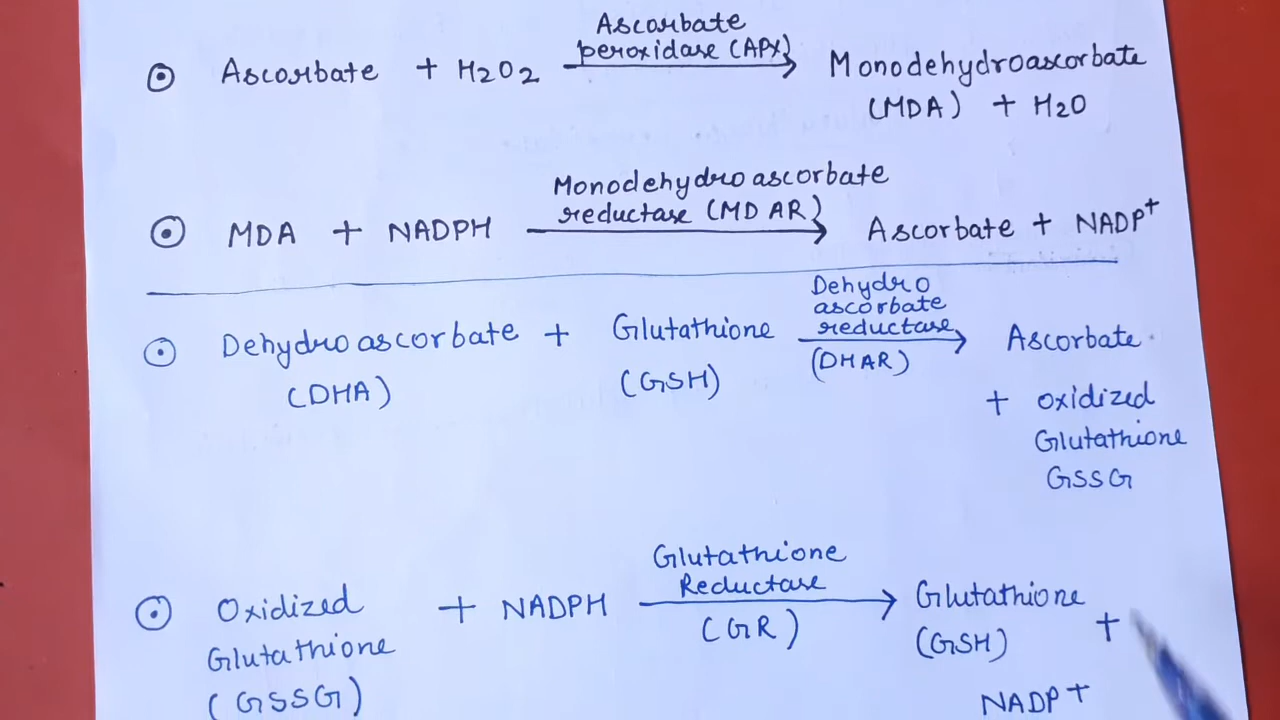 Ascorbate + H2O2
Ascorbate
peroxidase (APX)
Monodehydroascorbate
(MDA) + H2O
MDA + NADPH
Monodehydroascorbate
reductase (MDAR)
Ascorbate + NADP+
Dehydroascorbate + Glutathione
(DHA) (GSH)
Dehydro
ascorbate
reductase
(DHAR)
Ascorbate
+ oxidized
Glutathione
GSSG
Oxidized + NADPH
Glutathione
(GSSG)
Glutathione
Reductase
(GR)
Glutathione
(GSH) +
NADP+